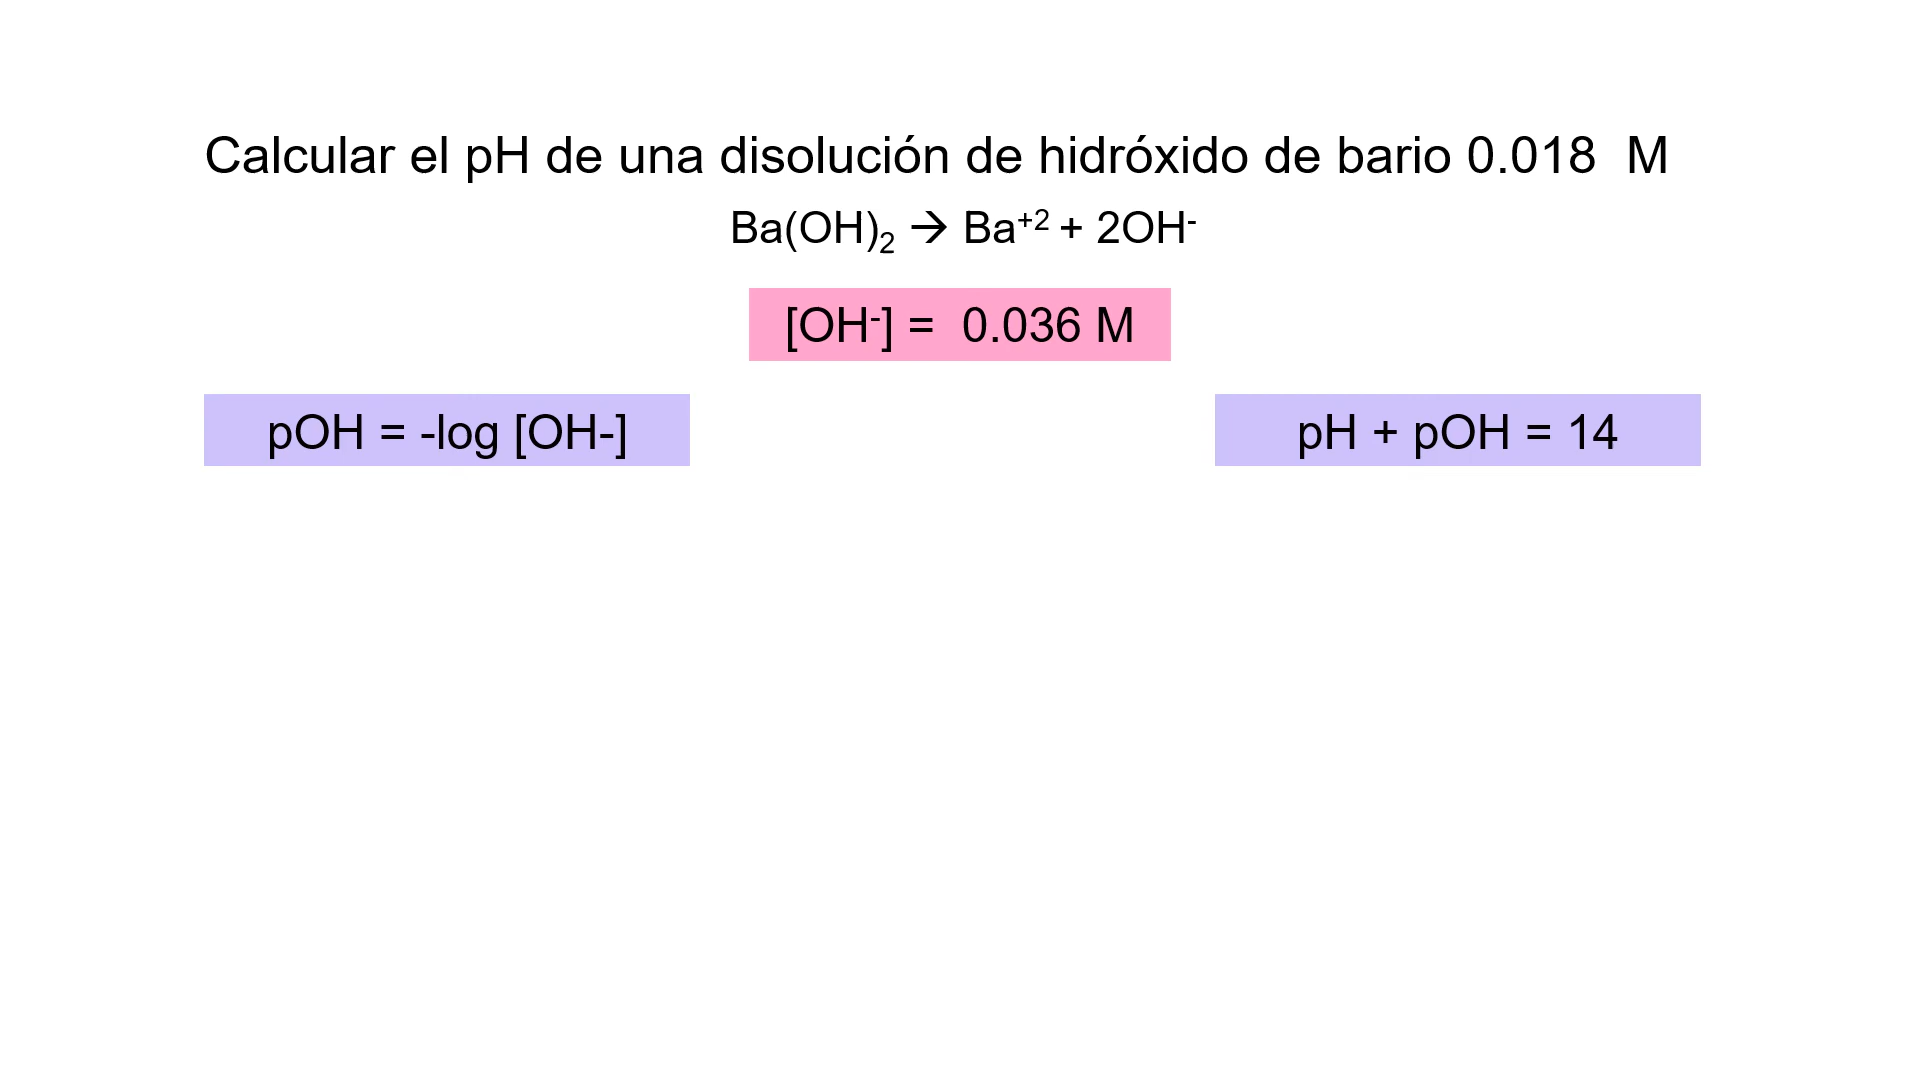 Calcular el pH de una disolución de hidróxido de bario 0.018  M
Ba(OH)₂ → Ba⁺² + 2OH⁻
[OH⁻] =  0.036 M
pOH = -log [OH-]
pH + pOH = 14